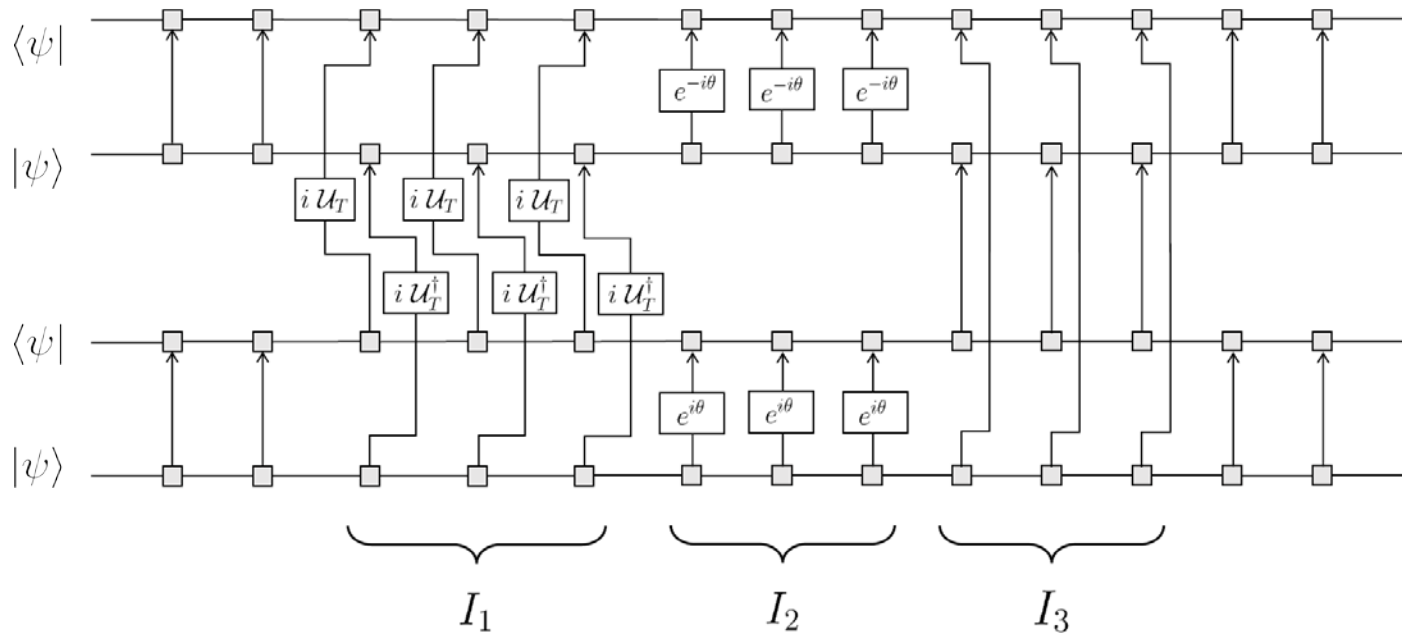 ⟨ψ|
e^{-iθ} e^{-iθ} e^{-iθ}
|ψ⟩
i 𝒰_T i 𝒰_T i 𝒰_T
i 𝒰_T^† i 𝒰_T^† i 𝒰_T^†
⟨ψ|
e^{iθ} e^{iθ} e^{iθ}
|ψ⟩
I_1 I_2 I_3